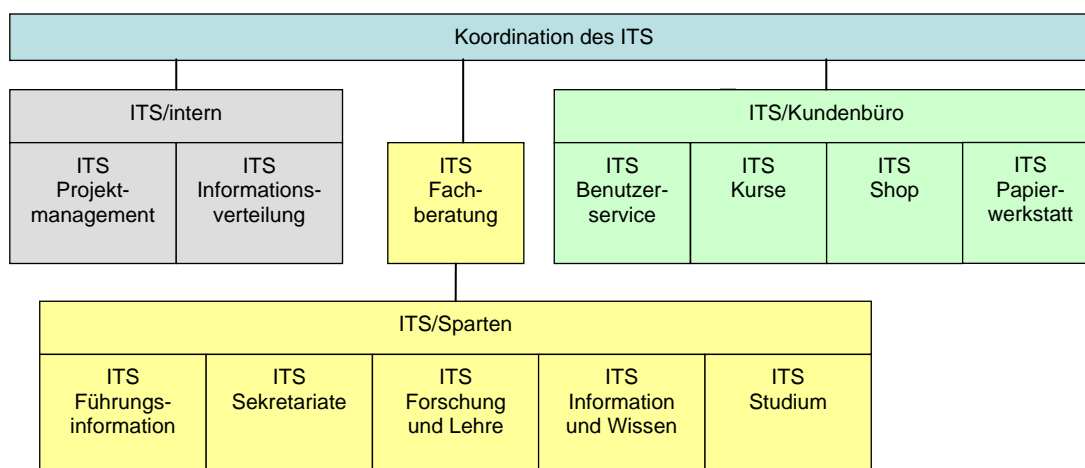 Koordination des ITS
ITS/intern
ITS
Projekt-
management
ITS
Informations-
verteilung
ITS
Fach-
beratung
ITS/Kundenbüro
ITS
Benutzer-
service
ITS
Kurse
ITS
Shop
ITS
Papier-
werkstatt
ITS/Sparten
ITS
Führungs-
information
ITS
Sekretariate
ITS
Forschung
und Lehre
ITS
Information
und Wissen
ITS
Studium